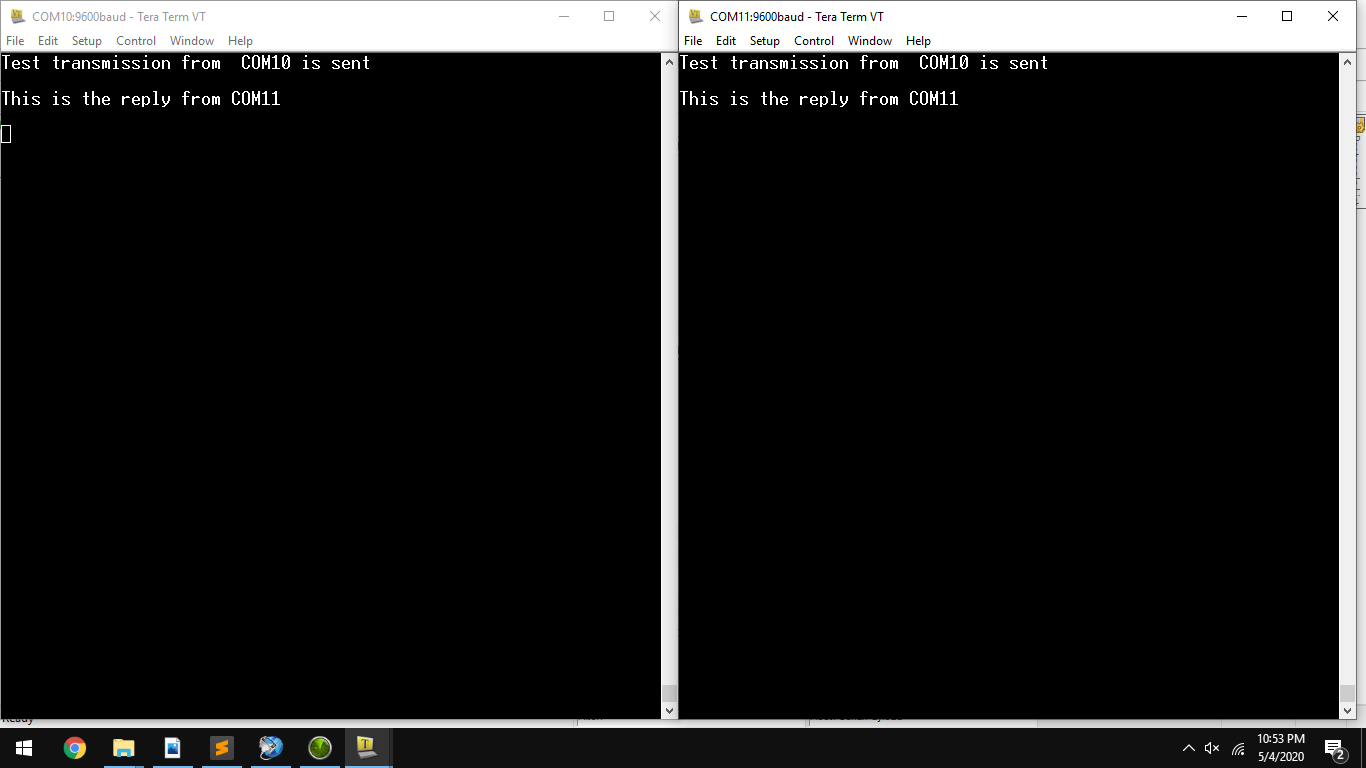 COM10:9600baud - Tera Term VT
File Edit Setup Control Window Help
Test transmission from  COM10 is sent
This is the reply from COM11
COM11:9600baud - Tera Term VT
File Edit Setup Control Window Help
Test transmission from  COM10 is sent
This is the reply from COM11
Ready
10:53 PM
5/4/2020
2